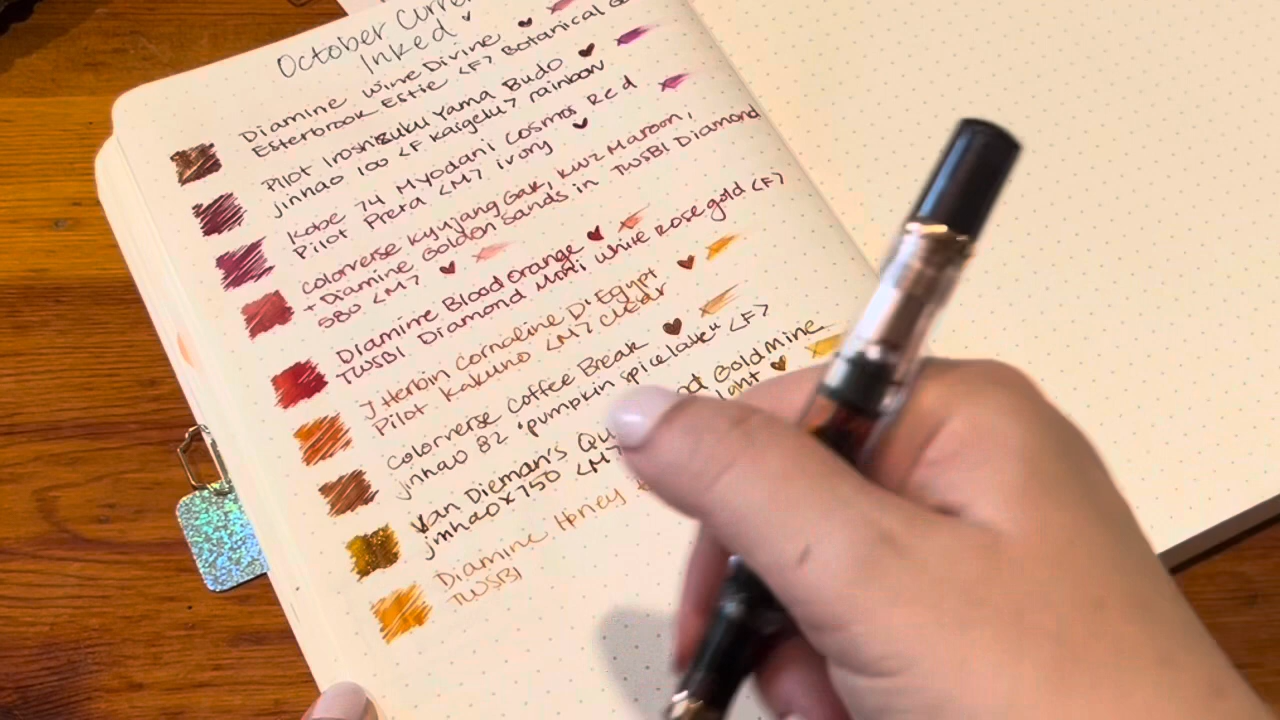 October
Inked
Diamine Wine Divine
Esterbrook Estie <F> Botanical
Pilot Iroshizuku Yama Budo
jinhao 100 <F Kaigelu> rainbow
Kobe 74 Myodani Cosmos Red
Pilot Prera <M> ivory
Colorverse Kyujanggak, KWZ Maroon,
+ Diamine Golden Sands in TWSBI Diamond
580 <M>
Diamine Blood Orange
TWSBI Diamond Mini White Rose gold <F>
J Herbin Cornaline D'Egypt
Pilot Kakuno <M> Clear
Colorverse Coffee Break
jinhao 82 "pumpkin spice latte" <F>
Van Dieman's Gold Mine
jinhao x750 <M>
Diamine Honey
TWSBI